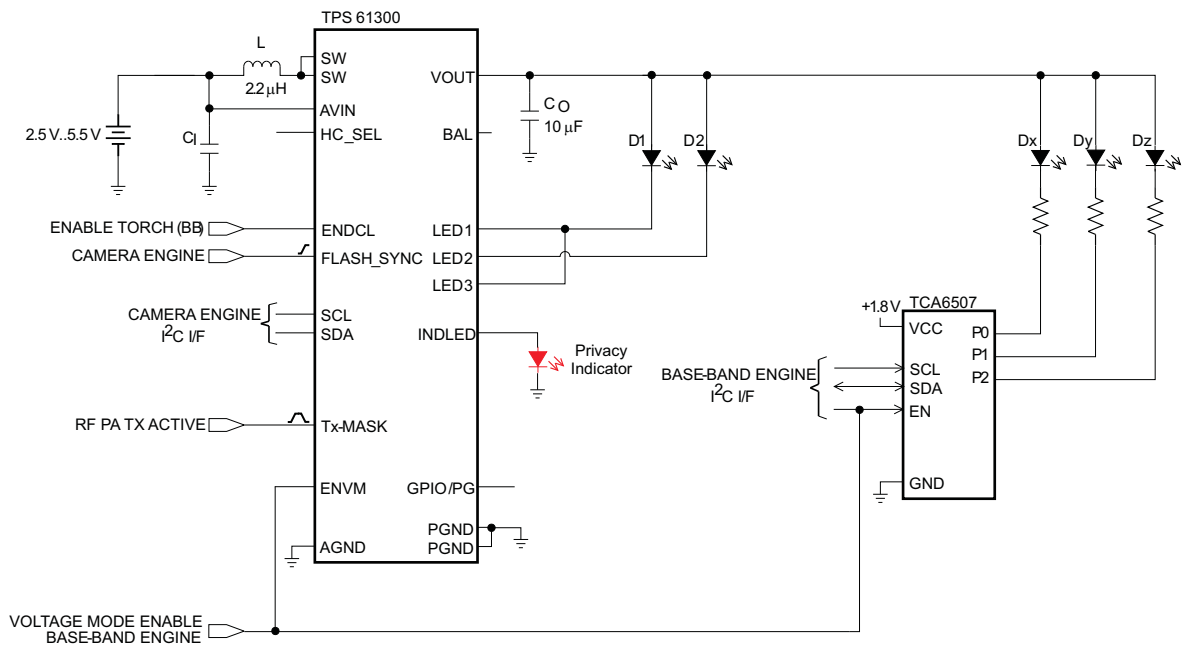 TPS 61300
L
2.2 µH
SW
SW
AVIN
HC_SEL
VOUT
BAL
CO
10 µF
D1
D2
Dx
Dy
Dz
2.5 V..5.5 V
CI
ENABLE TORCH (BB)
ENDCL
LED1
CAMERA ENGINE
FLASH_SYNC
LED2
LED3
CAMERA ENGINE
I2C I/F
SCL
SDA
INDLED
Privacy
Indicator
TCA6507
+1.8 V
VCC
P0
P1
P2
BASE-BAND ENGINE
I2C I/F
SCL
SDA
EN
GND
RF PA TX ACTIVE
Tx-MASK
ENVM
GPIO/PG
PGND
PGND
AGND
VOLTAGE MODE ENABLE
BASE-BAND ENGINE